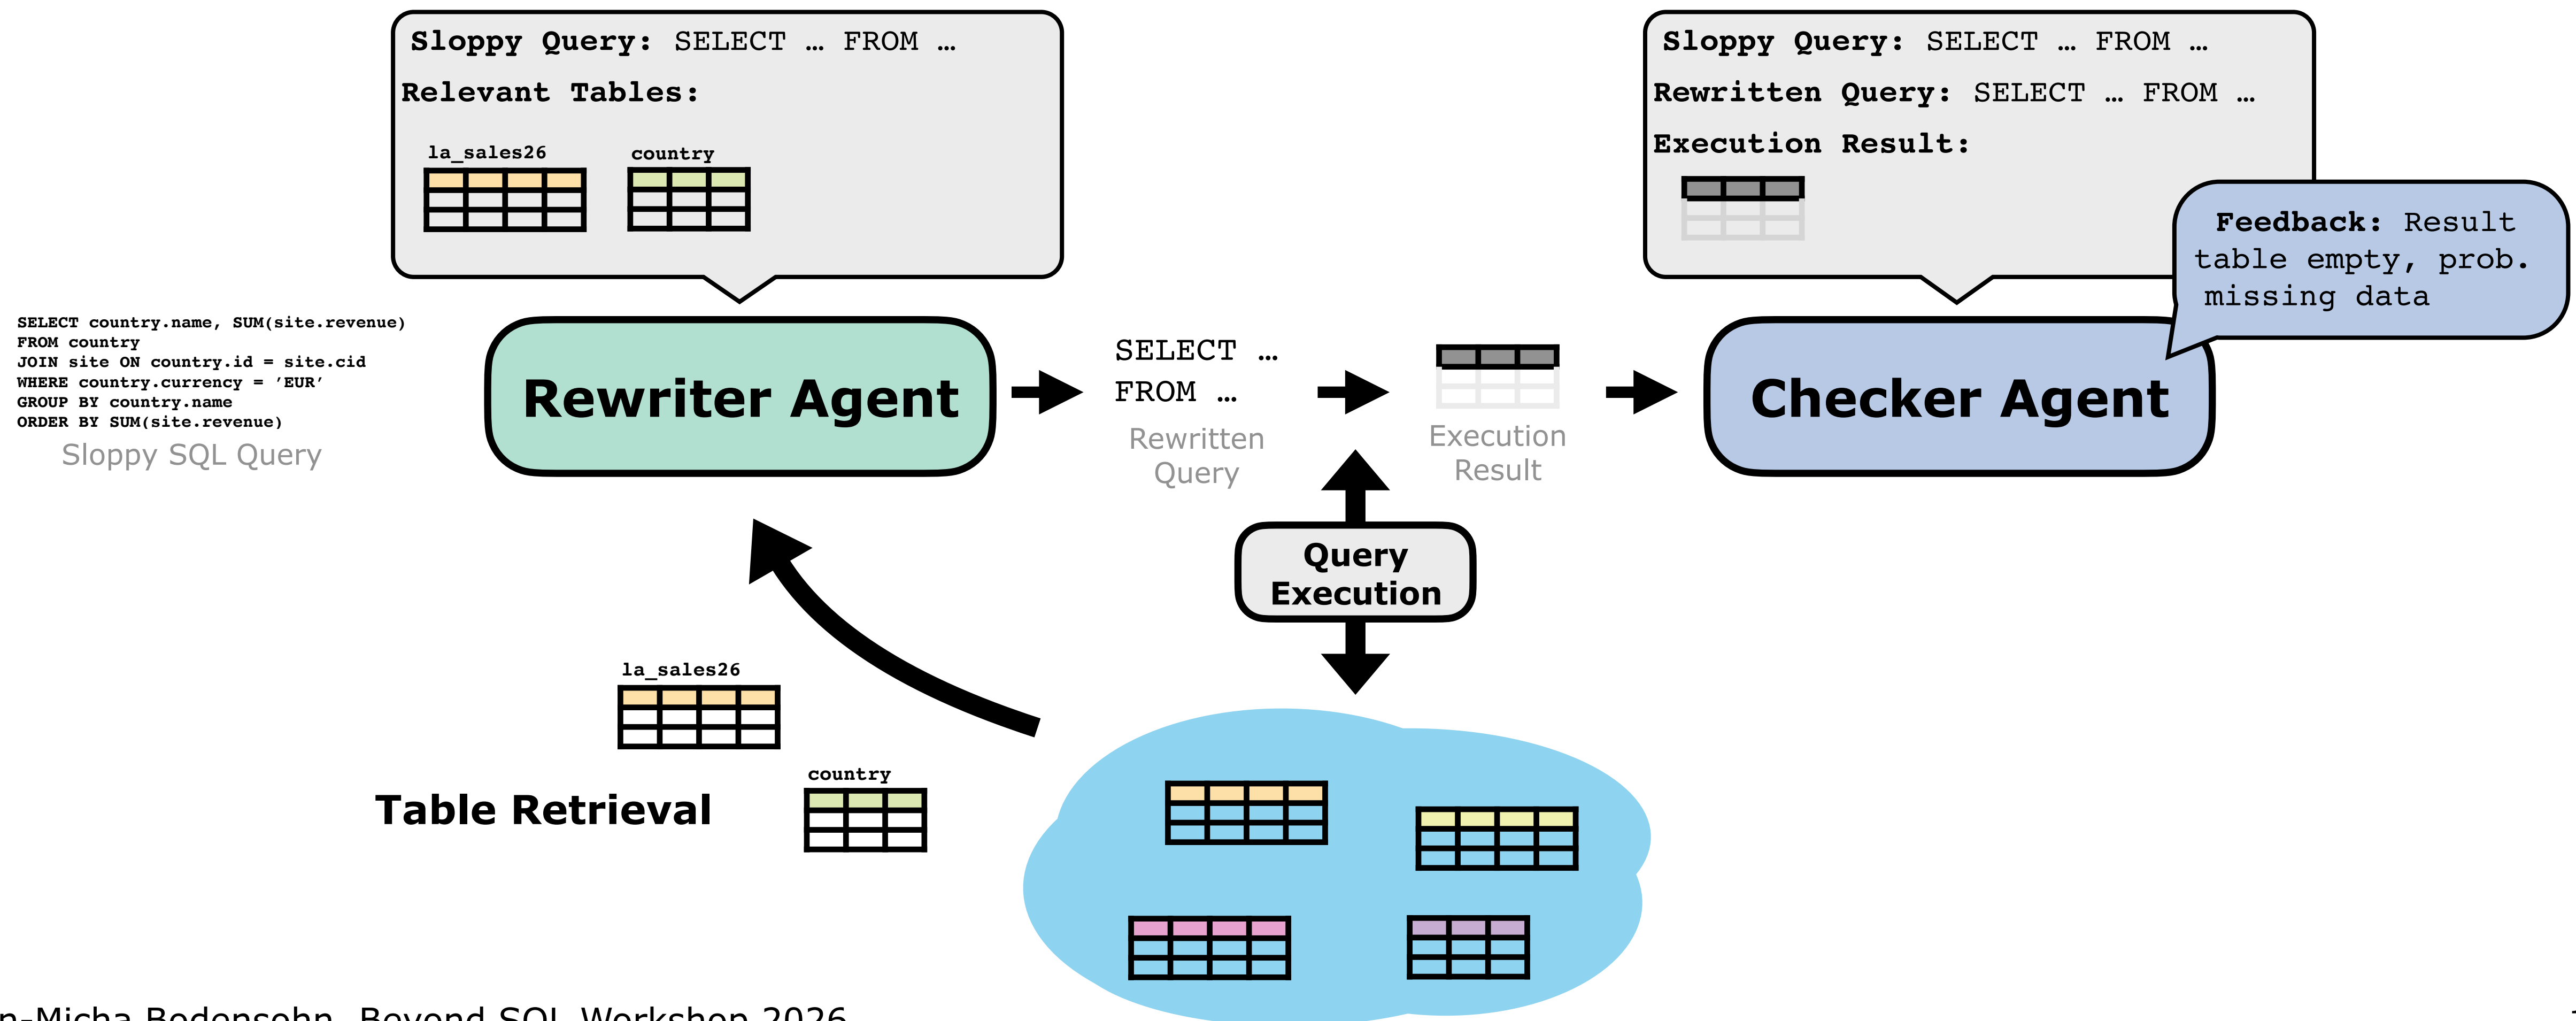 Sloppy Query: SELECT … FROM …
Relevant Tables:
la_sales26
country
Sloppy Query: SELECT … FROM …
Rewritten Query: SELECT … FROM …
Execution Result:
Feedback: Result
table empty, prob.
missing data
SELECT country.name, SUM(site.revenue)
FROM country
JOIN site ON country.id = site.cid
WHERE country.currency = ’EUR’
GROUP BY country.name
ORDER BY SUM(site.revenue)
Sloppy SQL Query
Rewriter Agent
SELECT …
FROM …
Rewritten
Query
Execution
Result
Checker Agent
Query
Execution
la_sales26
country
Table Retrieval
n-Micha Bodensohn, Beyond SQL Workshop 2026